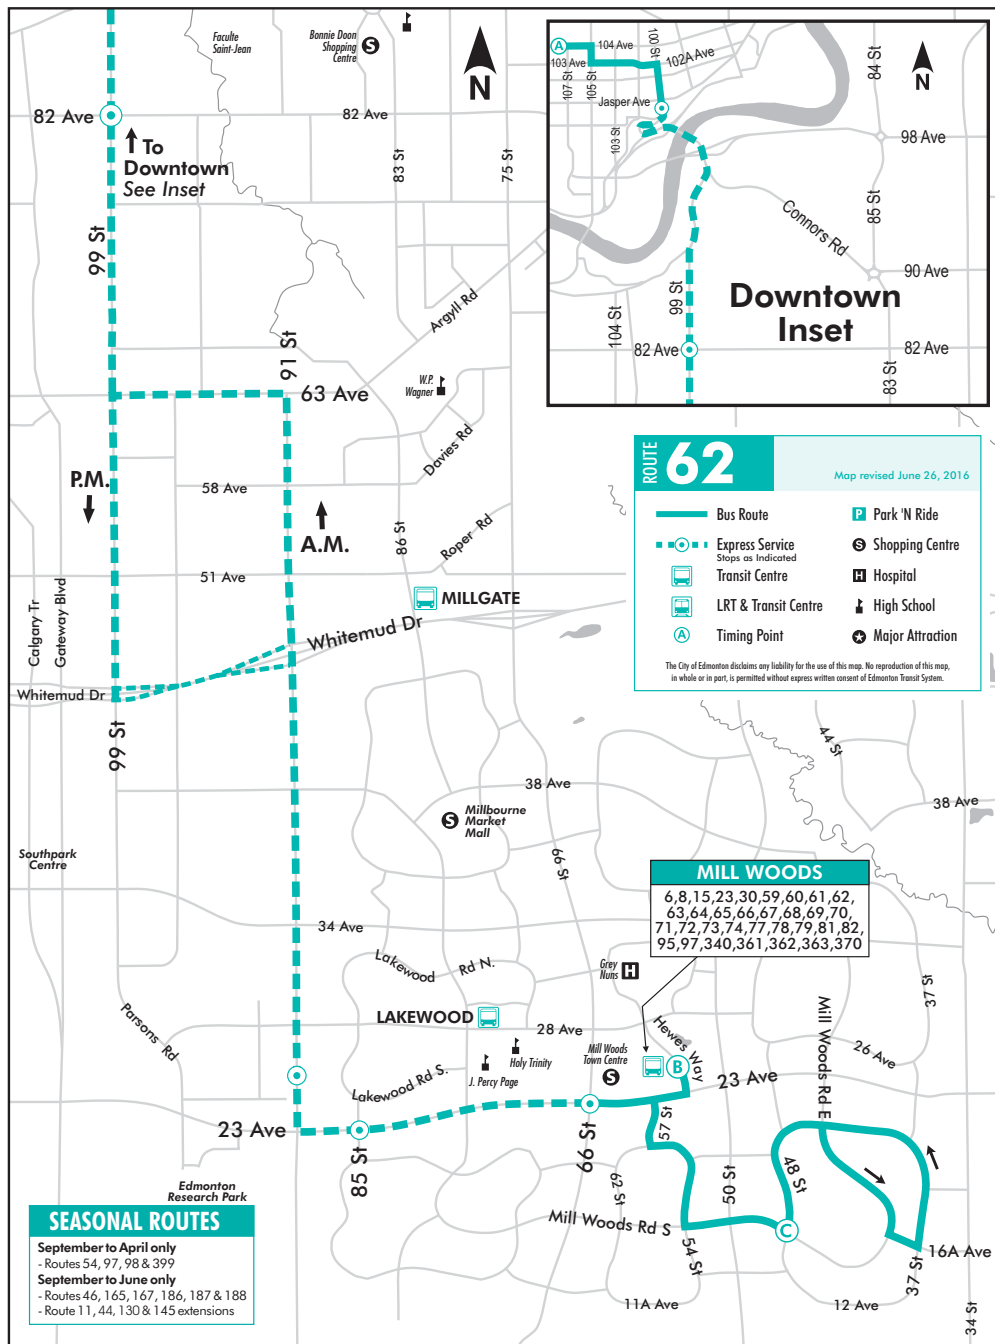 Faculte
Saint-Jean
Bonnie Doon
Shopping
Centre
S
N
82 Ave
82 Ave
To
Downtown
See Inset
83 St
75 St
99 St
Argyll Rd
91 St
63 Ave
W.P.
Wagner
Davies Rd
P.M.
58 Ave
A.M.
86 St
Roper Rd
51 Ave
MILLGATE
Calgary Tr
Gateway Blvd
Whitemud Dr
Whitemud Dr
99 St
A
104 Ave
103 Ave
100 St
102A Ave
107 St
105 St
Jasper Ave
103 St
84 St
N
98 Ave
85 St
Connors Rd
90 Ave
99 St
104 St
Downtown
Inset
82 Ave
82 Ave
83 St
ROUTE
62
Map revised June 26, 2016
Bus Route
Express Service
Stops as Indicated
Transit Centre
LRT & Transit Centre
A Timing Point
P Park 'N Ride
S Shopping Centre
H Hospital
High School
Major Attraction
The City of Edmonton disclaims any liability for the use of this map. No reproduction of this map,
in whole or in part, is permitted without express written consent of Edmonton Transit System.
44 St
38 Ave
38 Ave
S
Millbourne
Market
Mall
Southpark
Centre
66 St
MILL WOODS
6,8,15,23,30,59,60,61,62,
63,64,65,66,67,68,69,70,
71,72,73,74,77,78,79,81,82,
95,97,340,361,362,363,370
34 Ave
Lakewood Rd N.
Grey
Nuns
H
37 St
Parsons Rd
LAKEWOOD
28 Ave
Hewes Way
Mill Woods Rd E
26 Ave
Holy Trinity
J. Percy Page
Mill Woods
Town Centre
S
B
Lakewood Rd S.
23 Ave
23 Ave
57 St
85 St
66 St
62 St
50 St
48 St
Edmonton
Research Park
Mill Woods Rd S
C
54 St
16A Ave
37 St
11A Ave
12 Ave
34 St
SEASONAL ROUTES
September to April only
- Routes 54, 97, 98 & 399
September to June only
- Routes 46, 165, 167, 186, 187 & 188
- Route 11, 44, 130 & 145 extensions